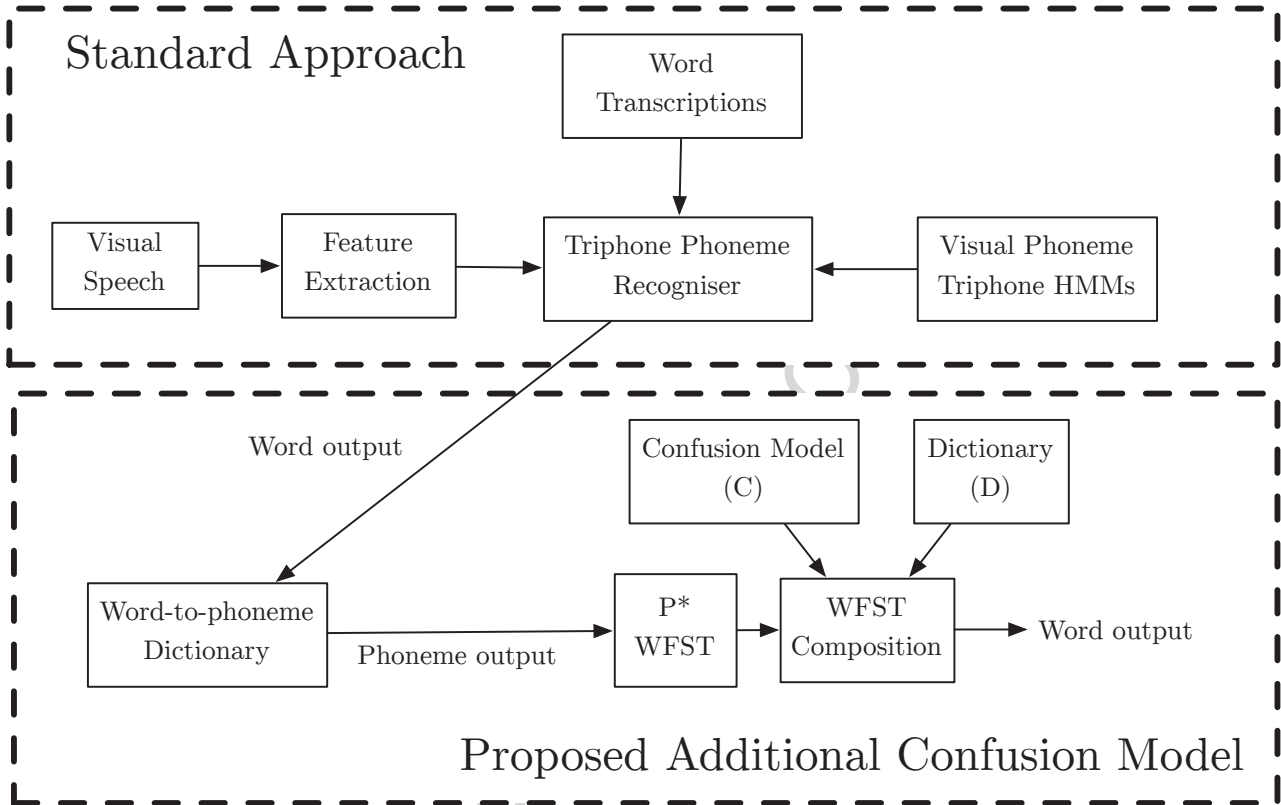 Standard Approach
Word
Transcriptions
Visual
Speech
Feature
Extraction
Triphone Phoneme
Recogniser
Visual Phoneme
Triphone HMMs
Word output
Confusion Model
(C)
Dictionary
(D)
Word-to-phoneme
Dictionary
Phoneme output
P*
WFST
WFST
Composition
Word output
Proposed Additional Confusion Model